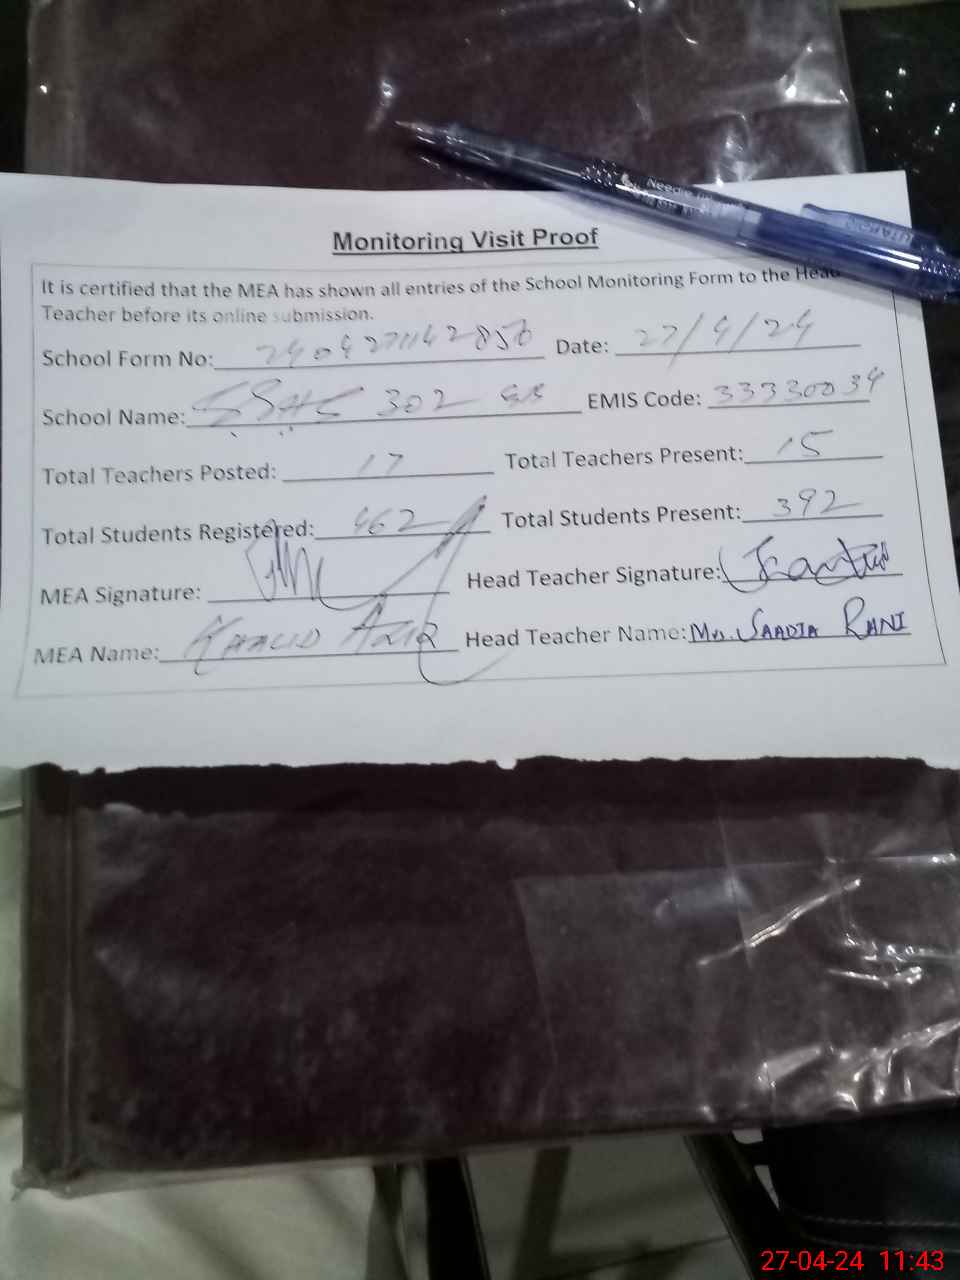 Needle
Monitoring Visit Proof
It is certified that the MEA has shown all entries of the School Monitoring Form to the Head
Teacher before its online submission.
School Form No: Date: 27/4/24
School Name: 302 EMIS Code: 33330034
Total Teachers Posted: 17 Total Teachers Present: 15
Total Students Registered: 462 Total Students Present: 392
MEA Signature: Head Teacher Signature:
MEA Name: KHALID AZIZ Head Teacher Name: Mrs. SAADIA RANI
27-04-24 11:43